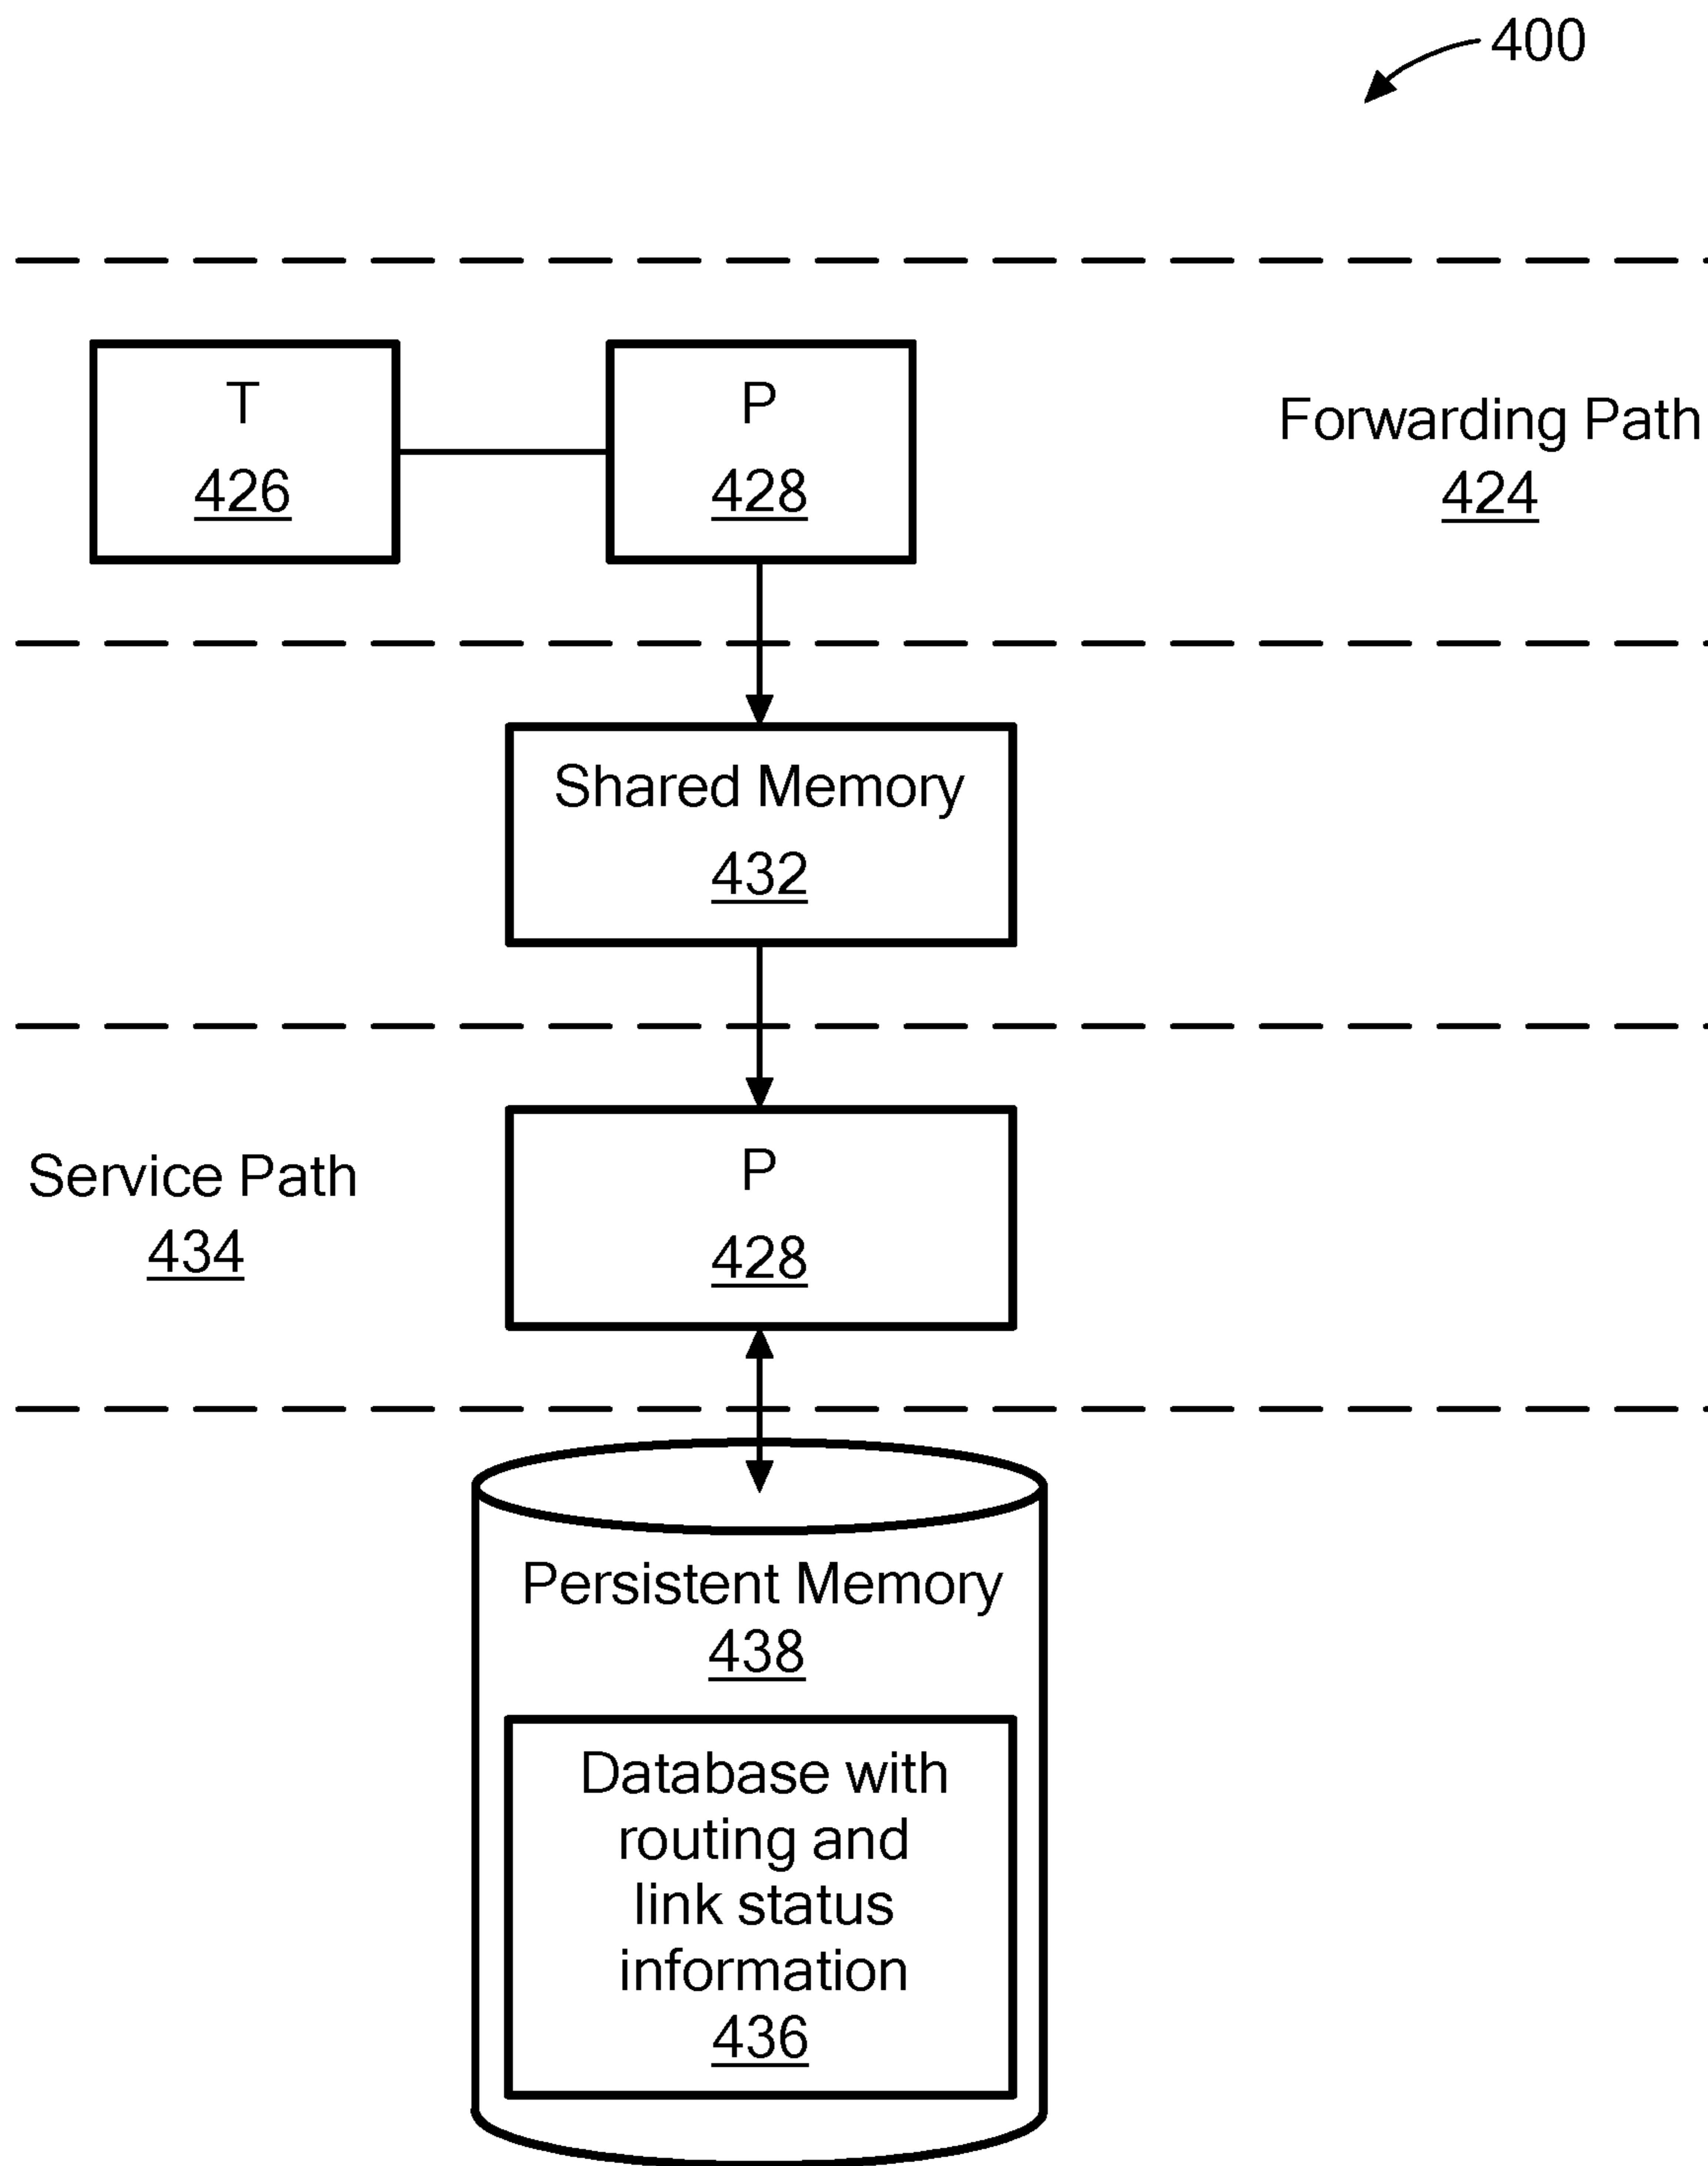 400
T
426
P
428
Forwarding Path
424
Shared Memory
432
Service Path
434
P
428
Persistent Memory
438
Database with
routing and
link status
information
436